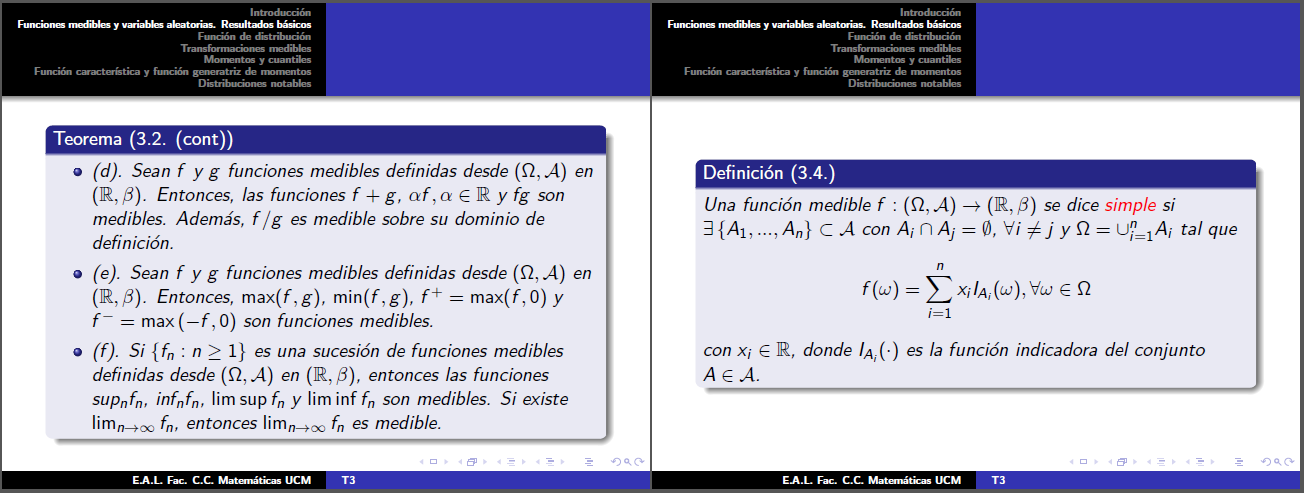 Introducción
Funciones medibles y variables aleatorias. Resultados básicos
Función de distribución
Transformaciones medibles
Momentos y cuantiles
Función característica y función generatriz de momentos
Distribuciones notables
Teorema (3.2. (cont))
(d). Sean f y g funciones medibles definidas desde (Ω, 𝒜) en
(ℝ, β). Entonces, las funciones f + g, αf, α ∈ ℝ y fg son
medibles. Además, f/g es medible sobre su dominio de
definición.
(e). Sean f y g funciones medibles definidas desde (Ω, 𝒜) en
(ℝ, β). Entonces, max(f, g), min(f, g), f⁺ = max(f, 0) y
f⁻ = max (−f, 0) son funciones medibles.
(f). Si {fₙ : n ≥ 1} es una sucesión de funciones medibles
definidas desde (Ω, 𝒜) en (ℝ, β), entonces las funciones
supₙfₙ, infₙfₙ, lim sup fₙ y lim inf fₙ son medibles. Si existe
limₙ→∞ fₙ, entonces limₙ→∞ fₙ es medible.
E.A.L. Fac. C.C. Matemáticas UCM T3
Introducción
Funciones medibles y variables aleatorias. Resultados básicos
Función de distribución
Transformaciones medibles
Momentos y cuantiles
Función característica y función generatriz de momentos
Distribuciones notables
Definición (3.4.)
Una función medible f : (Ω, 𝒜) → (ℝ, β) se dice simple si
∃ {A₁, ..., Aₙ} ⊂ 𝒜 con Aᵢ ∩ Aⱼ = ∅, ∀i ≠ j y Ω = ∪ⁿᵢ₌₁Aᵢ tal que
f(ω) = ∑ⁿᵢ₌₁ xᵢI_{Aᵢ}(ω), ∀ω ∈ Ω
con xᵢ ∈ ℝ, donde I_{Aᵢ}(·) es la función indicadora del conjunto
A ∈ 𝒜.
E.A.L. Fac. C.C. Matemáticas UCM T3